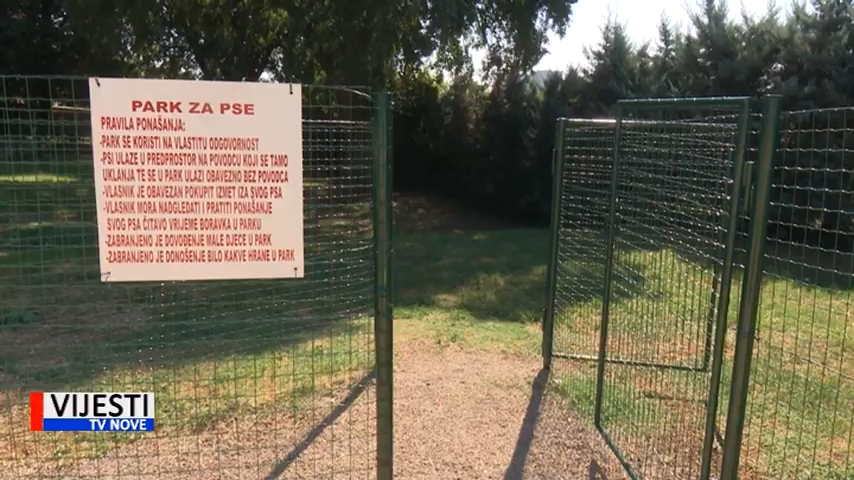 PARK ZA PSE
PRAVILA PONAŠANJA:
-PARK SE KORISTI NA VLASTITU ODGOVORNOST
-PSI ULAZE U PREDPROSTOR NA POVODCU KOJI SE TAMO
UKLANJA TE SE U PARK ULAZI OBAVEZNO BEZ POVODCA
-VLASNIK JE OBAVEZAN POKUPIT IZMET IZA SVOG PSA
-VLASNIK MORA NADGLEDATI I PRATITI PONAŠANJE
SVOG PSA ČITAVO VRIJEME BORAVKA U PARKU
-ZABRANJENO JE DOVOĐENJE MALE DJECE U PARK
-ZABRANJENO JE DONOŠENJE BILO KAKVE HRANE U PARK
VIJESTI
TV NOVE